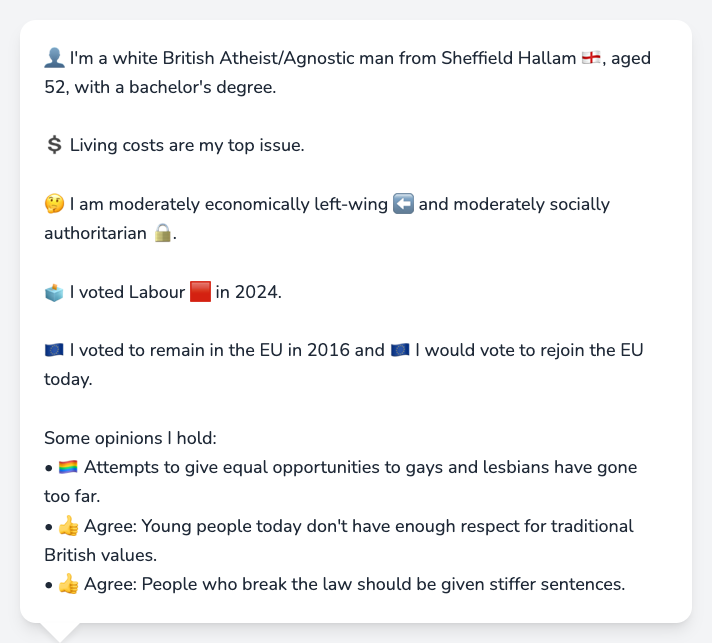 👤 I'm a white British Atheist/Agnostic man from Sheffield Hallam 🏴󠁧󠁢󠁥󠁮󠁧󠁿, aged
52, with a bachelor's degree.
💲 Living costs are my top issue.
🤔 I am moderately economically left-wing ⬅️ and moderately socially
authoritarian 🔒.
🗳️ I voted Labour 🟥 in 2024.
🇪🇺 I voted to remain in the EU in 2016 and 🇪🇺 I would vote to rejoin the EU
today.
Some opinions I hold:
• 🏳️‍🌈 Attempts to give equal opportunities to gays and lesbians have gone
too far.
• 👍 Agree: Young people today don't have enough respect for traditional
British values.
• 👍 Agree: People who break the law should be given stiffer sentences.